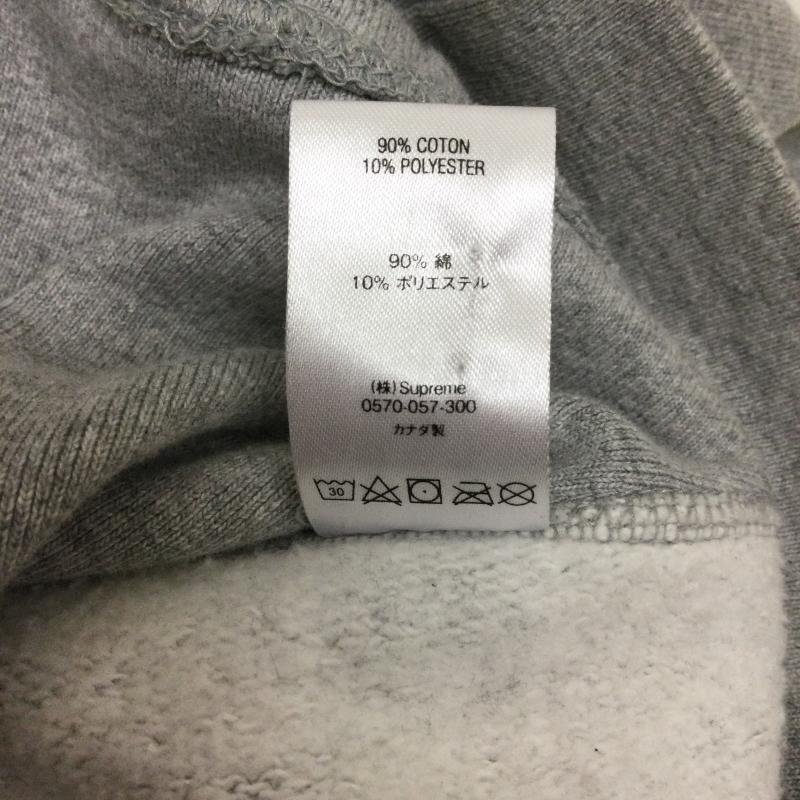 90% COTON
10% POLYESTER
90% 綿
10% ポリエステル
(株)Supreme
0570-057-300
カナダ製
30